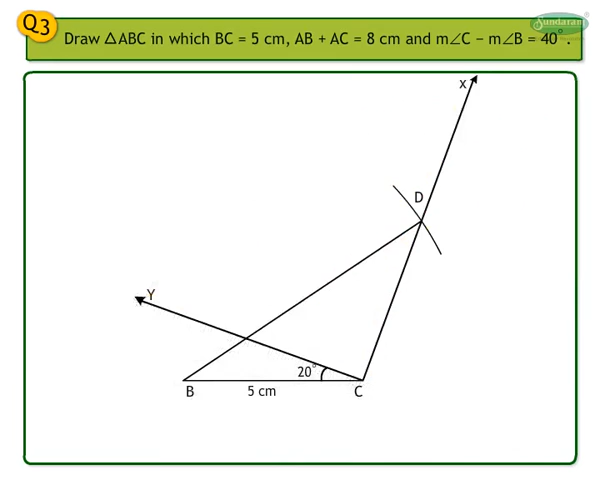 Q3
Sundaram
Draw △ABC in which BC = 5 cm, AB + AC = 8 cm and m∠C − m∠B = 40°.
X
D
Y
20°
B
5 cm
C